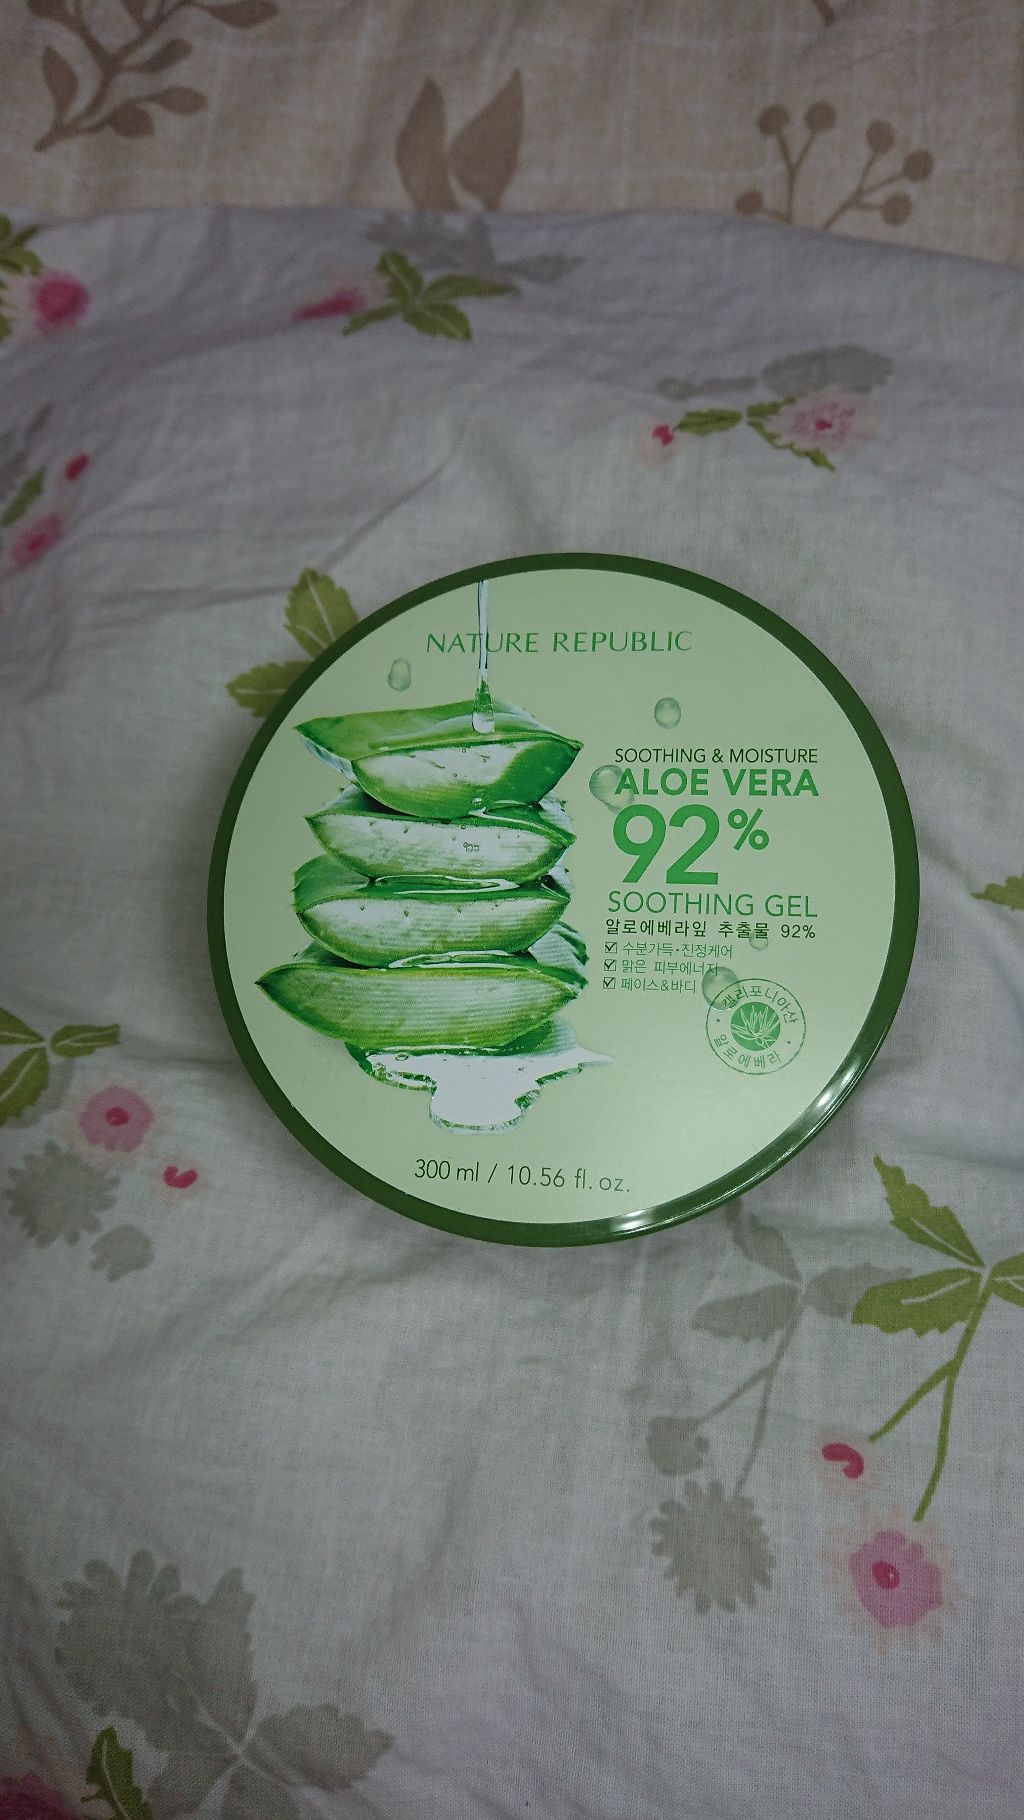 NATURE REPUBLIC
SOOTHING & MOISTURE
ALOE VERA
92%
SOOTHING GEL
알로에베라잎 추출물 92%
수분가득·진정케어
맑은 피부에너지
페이스&바디
캘리포니아산
알로에베라
300 ml / 10.56 fl. oz.